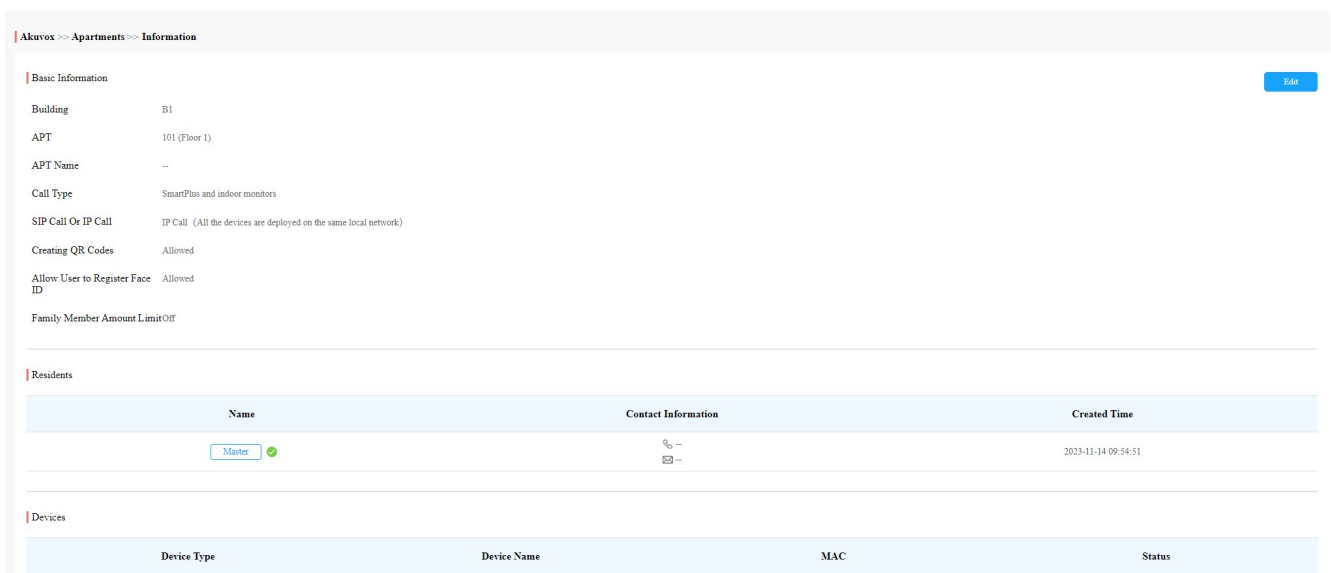 Akuvox >> Apartments >> Information
Basic Information
Edit
Building B1
APT 101 (Floor 1)
APT Name --
Call Type SmartPlus and indoor monitors
SIP Call Or IP Call IP Call（All the devices are deployed on the same local network）
Creating QR Codes Allowed
Allow User to Register Face Allowed
ID
Family Member Amount Limit Off
Residents
Name Contact Information Created Time
Master -- 2023-11-14 09:54:51
--
Devices
Device Type Device Name MAC Status